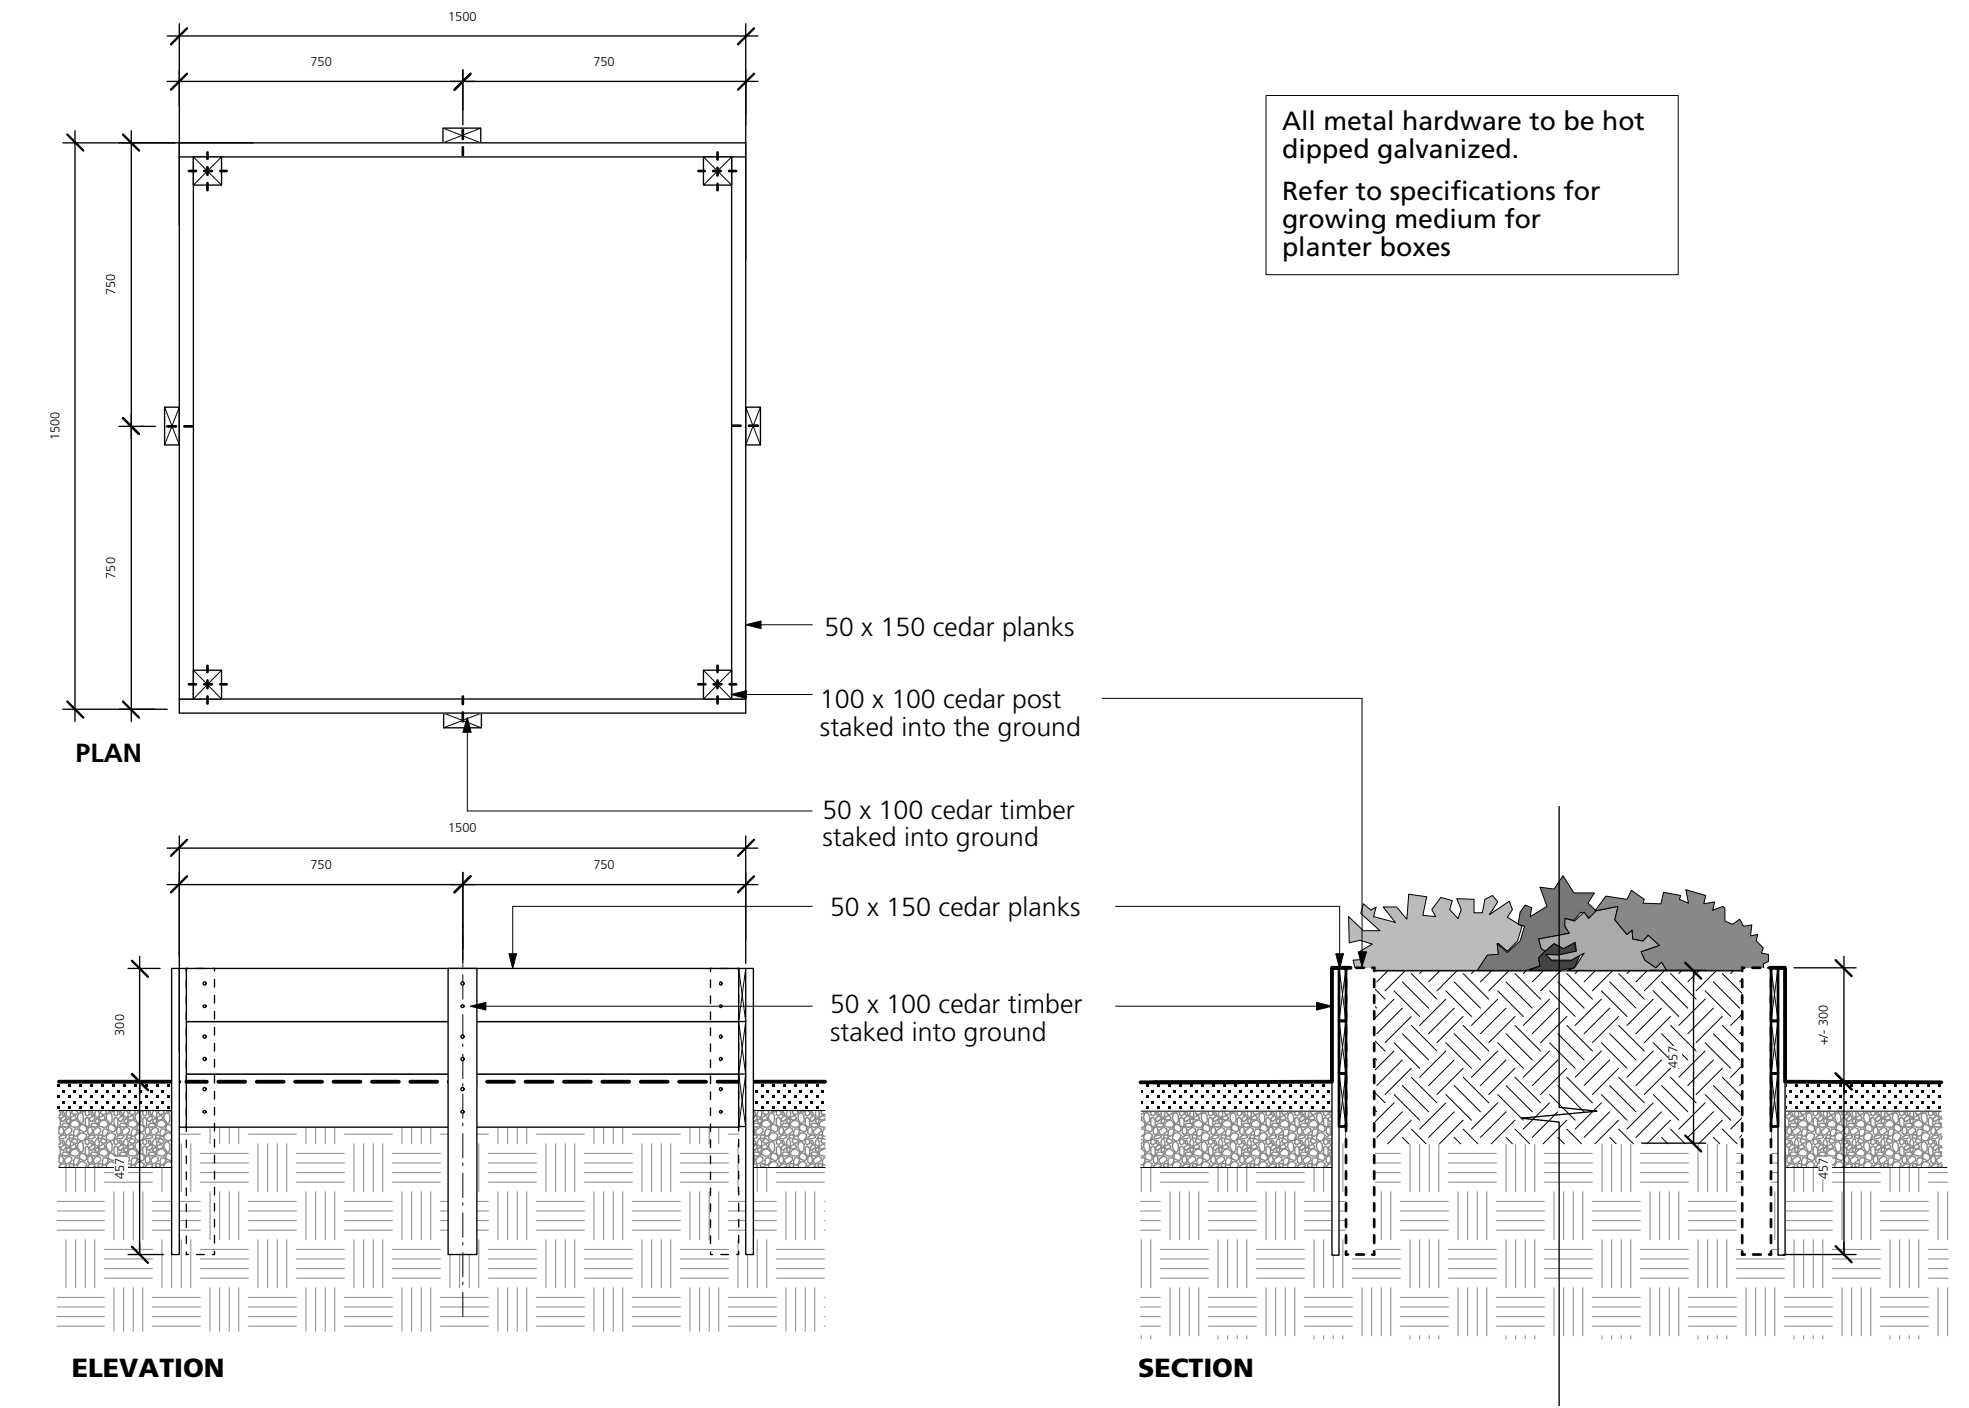 1500
750
750
750
1500
750
All metal hardware to be hot
dipped galvanized.
Refer to specifications for
growing medium for
planter boxes
50 x 150 cedar planks
100 x 100 cedar post
staked into the ground
PLAN
50 x 100 cedar timber
staked into ground
1500
750
750
50 x 150 cedar planks
50 x 100 cedar timber
staked into ground
300
457
ELEVATION
457
+/- 300
457
SECTION